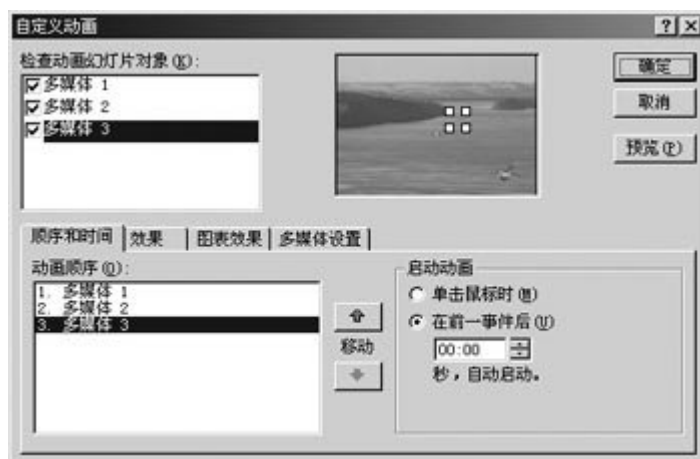 自定义动画
检查动画幻灯片对象(K):
多媒体 1
多媒体 2
多媒体 3
确定
取消
预览(P)
顺序和时间 效果 图表效果 多媒体设置
动画顺序(O):
1. 多媒体 1
2. 多媒体 2
3. 多媒体 3
移动
启动动画
单击鼠标时(M)
在前一事件后(U)
00:00
秒，自动启动。